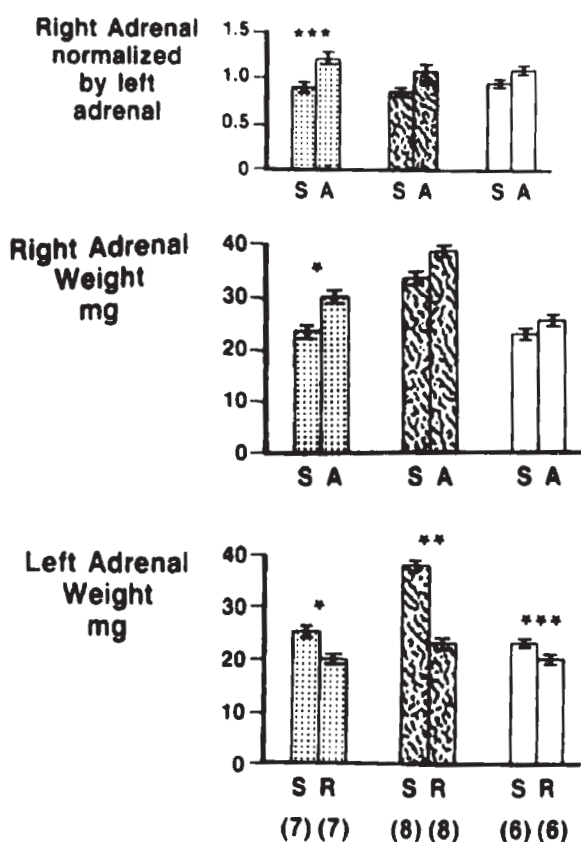 Right Adrenal
normalized
by left
adrenal
1.5
1.0
0.5
0
***
S A S A S A
Right Adrenal
Weight
mg
40
30
20
10
0
*
S A S A S A
Left Adrenal
Weight
mg
40
30
20
10
0
*
**
***
S R S R S R
(7) (7) (8) (8) (6) (6)